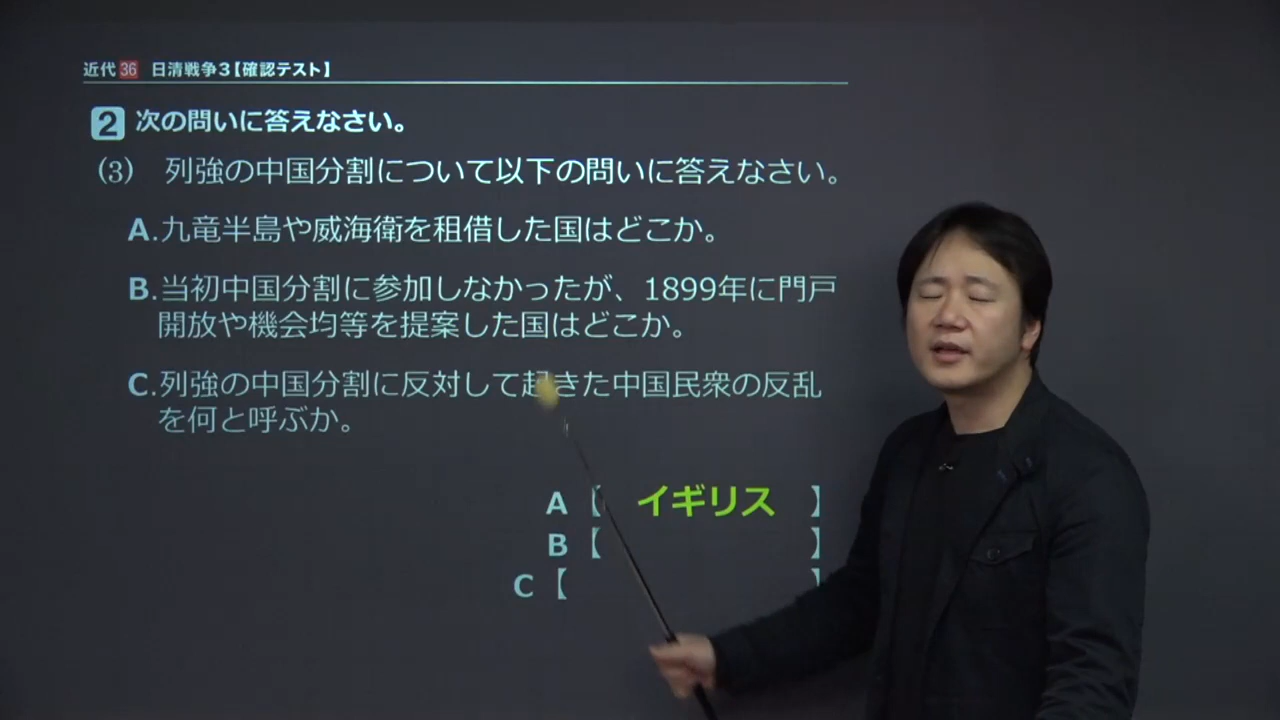 近代36 日清戦争3【確認テスト】
2 次の問いに答えなさい。
(3) 列強の中国分割について以下の問いに答えなさい。
A.九竜半島や威海衛を租借した国はどこか。
B.当初中国分割に参加しなかったが、1899年に門戸
開放や機会均等を提案した国はどこか。
C.列強の中国分割に反対して起きた中国民衆の反乱
を何と呼ぶか。
A【 イギリス 】
B【 】
C【 】